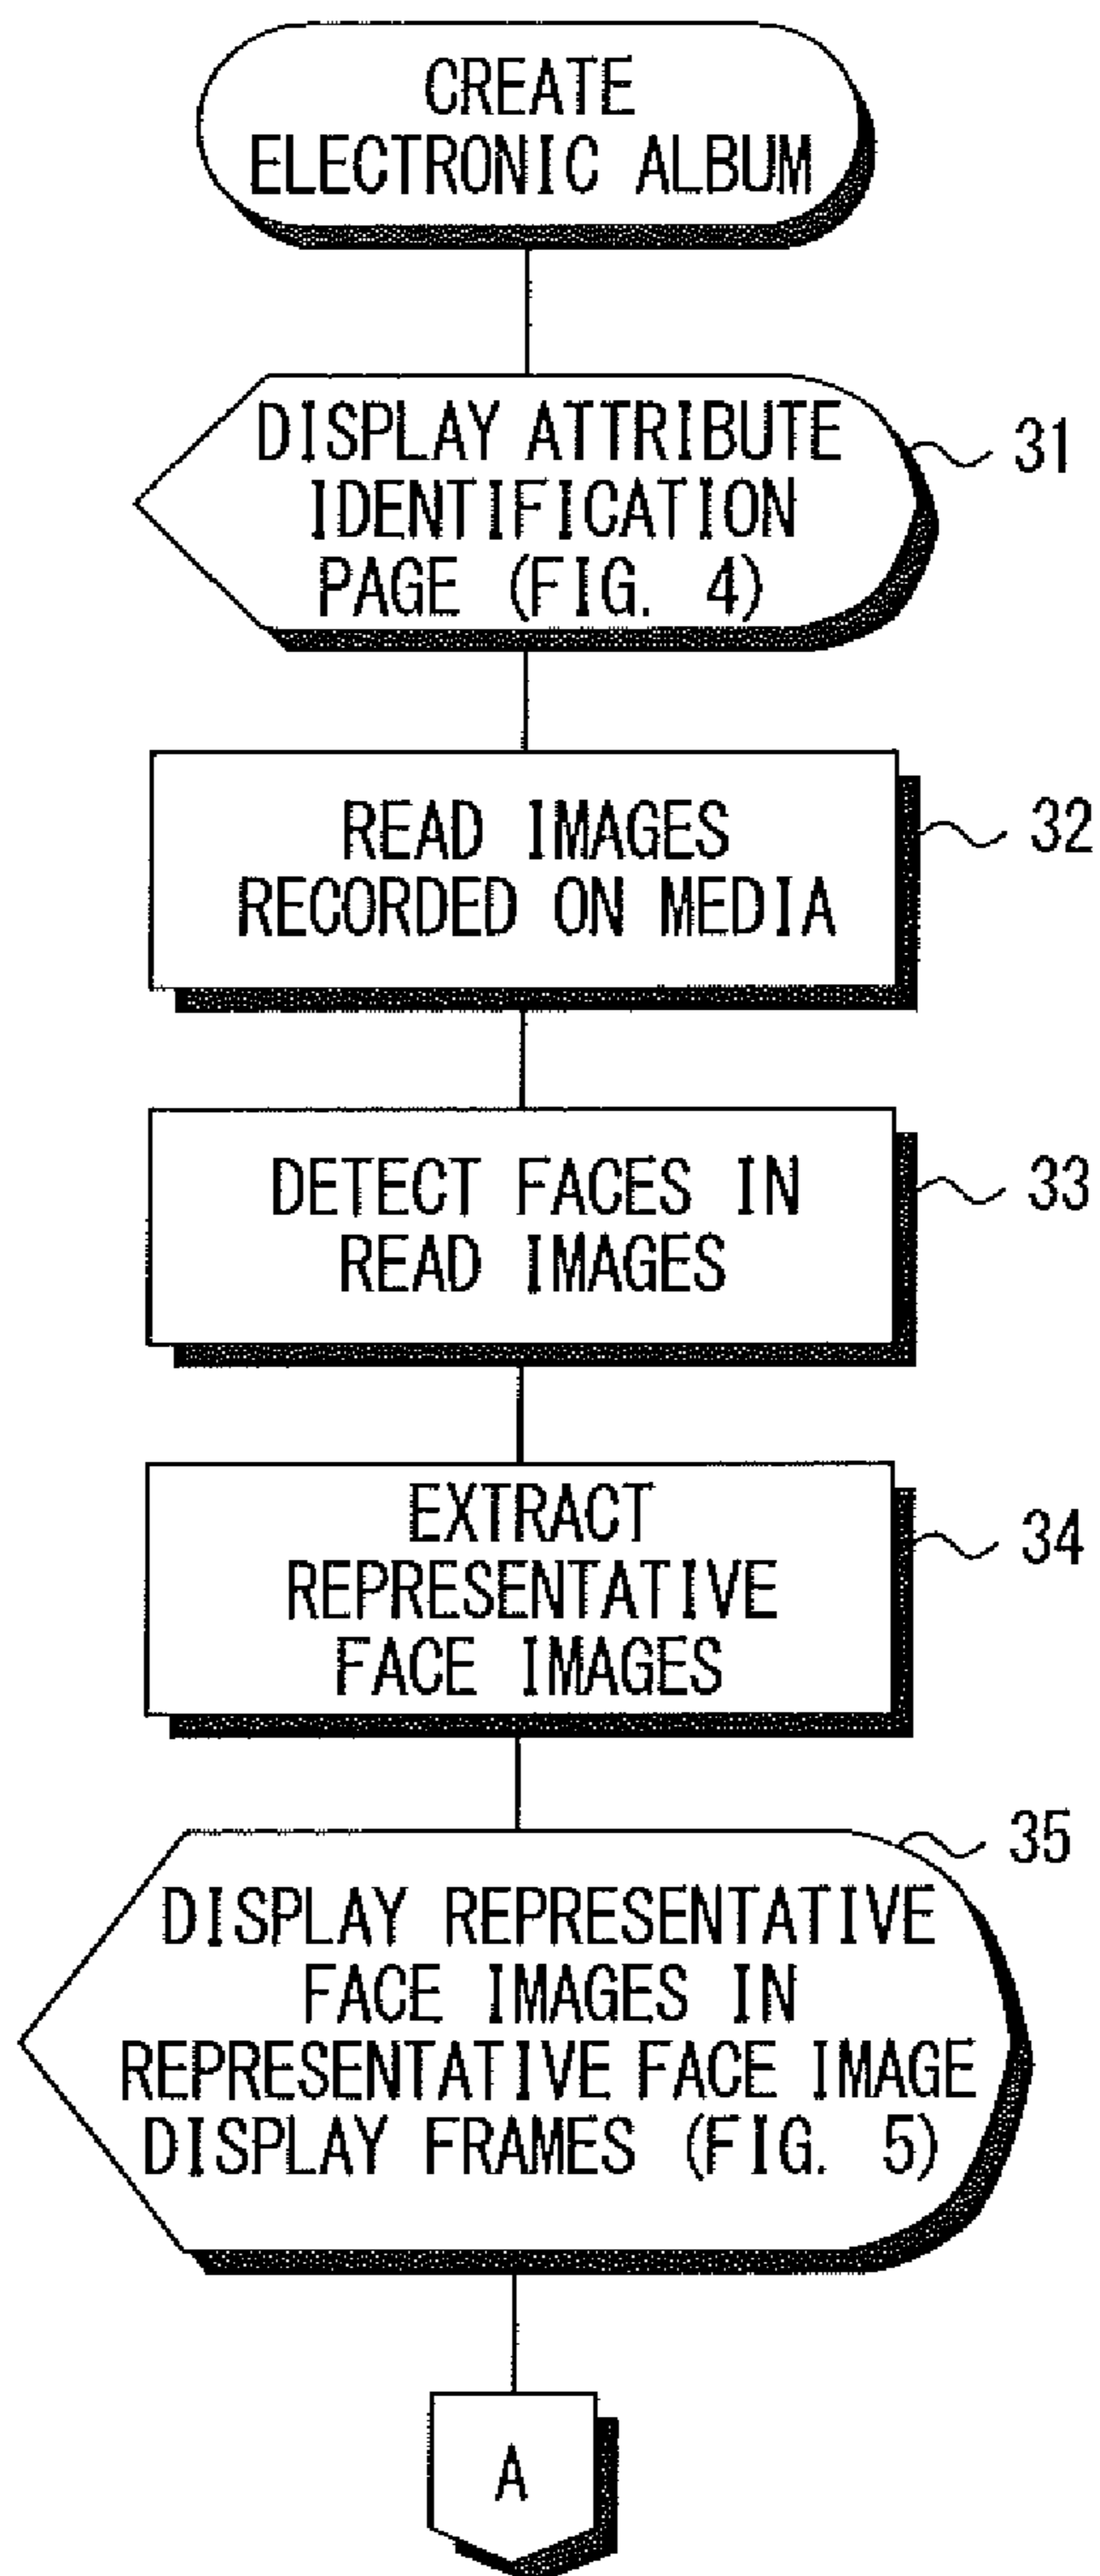 CREATE
ELECTRONIC ALBUM
DISPLAY ATTRIBUTE
IDENTIFICATION
PAGE (FIG. 4)
31
READ IMAGES
RECORDED ON MEDIA
32
DETECT FACES IN
READ IMAGES
33
EXTRACT
REPRESENTATIVE
FACE IMAGES
34
35
DISPLAY REPRESENTATIVE
FACE IMAGES IN
REPRESENTATIVE FACE IMAGE
DISPLAY FRAMES (FIG. 5)
A